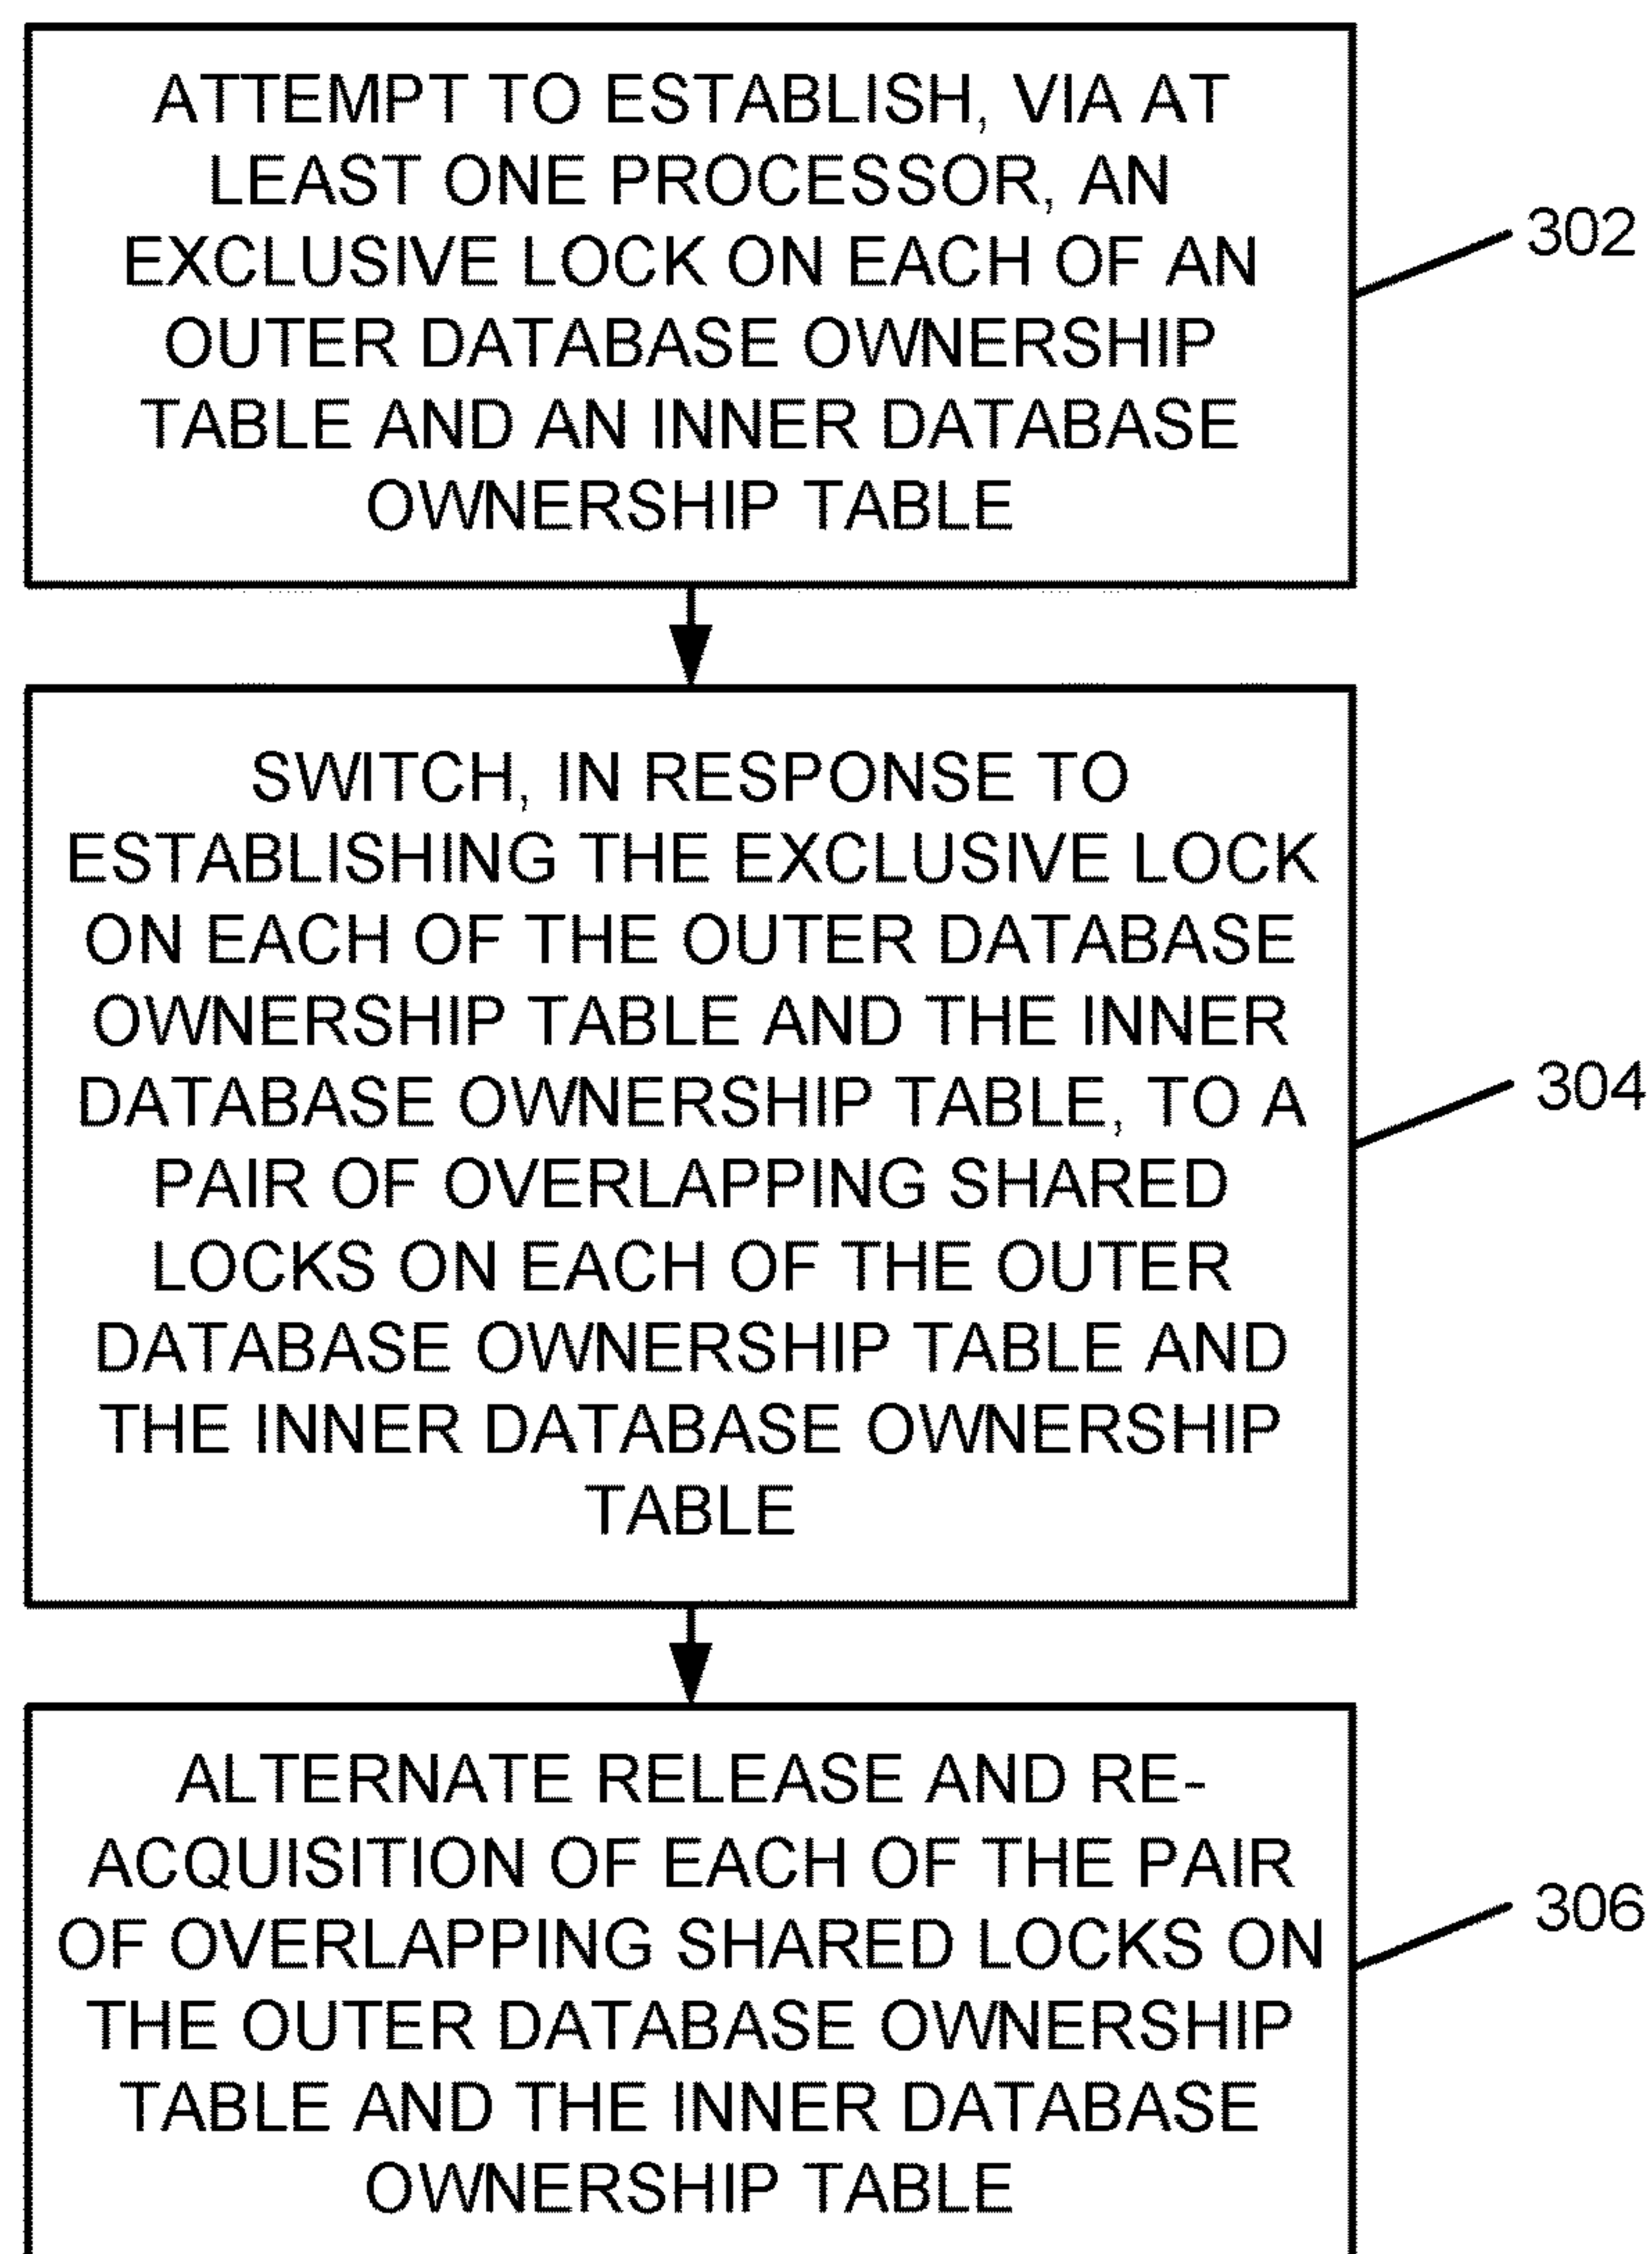 ATTEMPT TO ESTABLISH, VIA AT
LEAST ONE PROCESSOR, AN
EXCLUSIVE LOCK ON EACH OF AN
OUTER DATABASE OWNERSHIP
TABLE AND AN INNER DATABASE
OWNERSHIP TABLE
302
SWITCH, IN RESPONSE TO
ESTABLISHING THE EXCLUSIVE LOCK
ON EACH OF THE OUTER DATABASE
OWNERSHIP TABLE AND THE INNER
DATABASE OWNERSHIP TABLE, TO A
PAIR OF OVERLAPPING SHARED
LOCKS ON EACH OF THE OUTER
DATABASE OWNERSHIP TABLE AND
THE INNER DATABASE OWNERSHIP
TABLE
304
ALTERNATE RELEASE AND RE-
ACQUISITION OF EACH OF THE PAIR
OF OVERLAPPING SHARED LOCKS ON
THE OUTER DATABASE OWNERSHIP
TABLE AND THE INNER DATABASE
OWNERSHIP TABLE
306